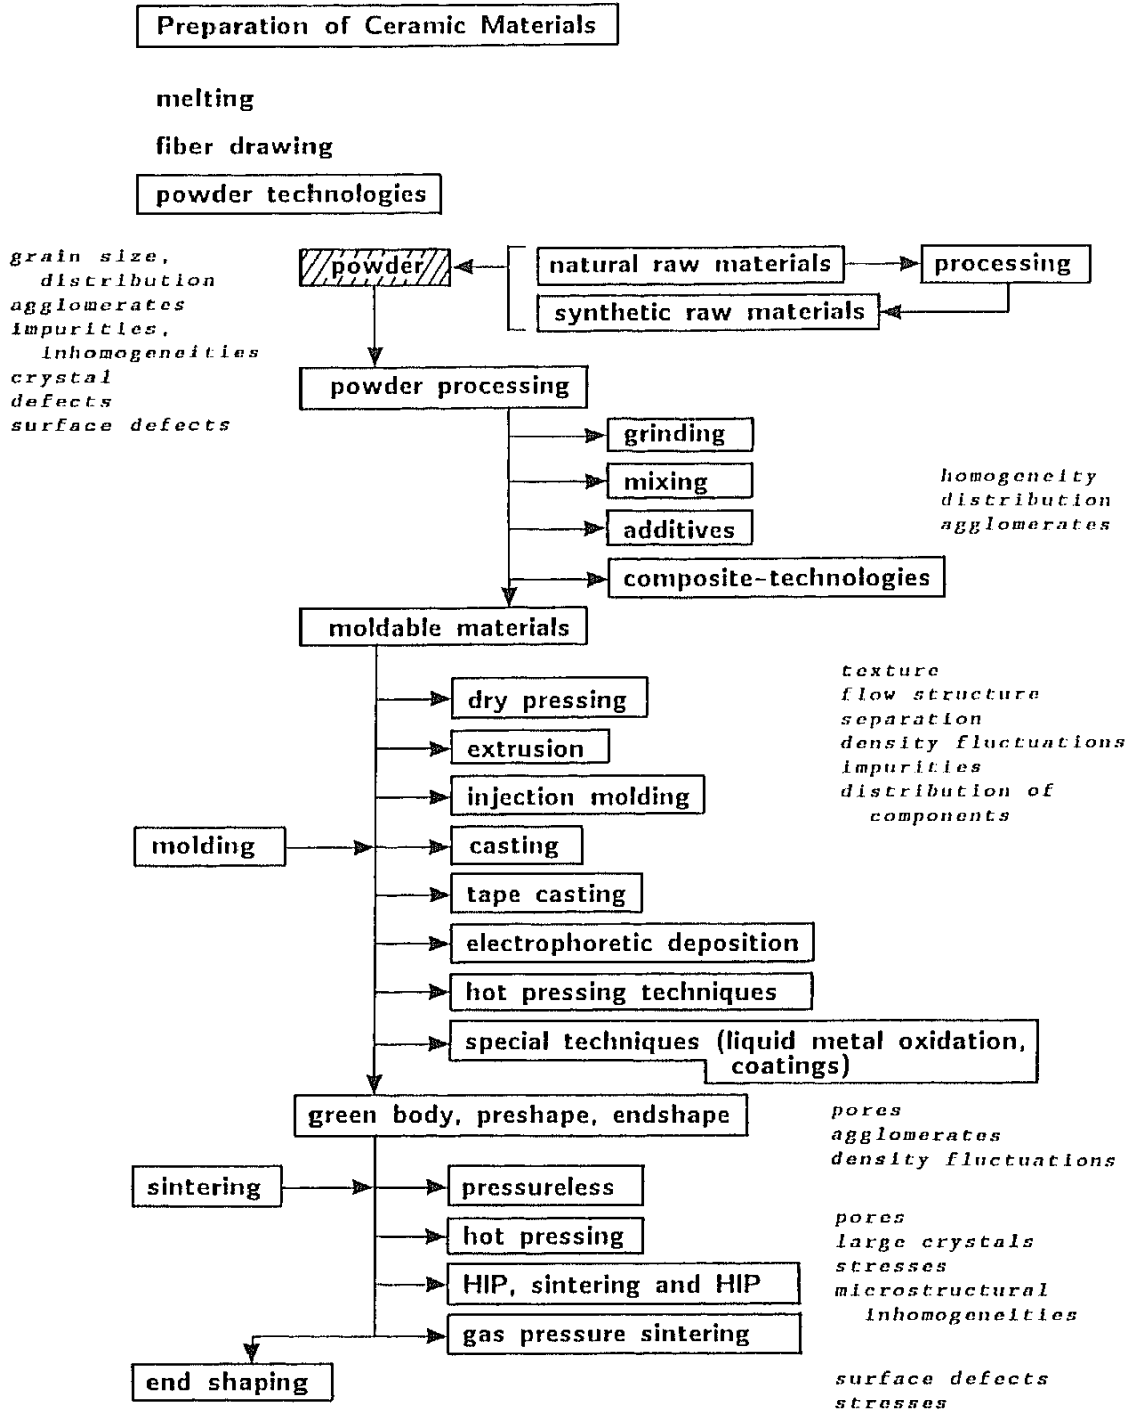 Preparation of Ceramic Materials
melting
fiber drawing
powder technologies
grain size,
distribution
agglomerates
impurities,
inhomogeneities
crystal
defects
surface defects
powder
natural raw materials
processing
synthetic raw materials
powder processing
grinding
mixing
additives
composite-technologies
homogeneity
distribution
agglomerates
moldable materials
texture
flow structure
separation
density fluctuations
impurities
distribution of
components
dry pressing
extrusion
injection molding
molding
casting
tape casting
electrophoretic deposition
hot pressing techniques
special techniques (liquid metal oxidation,
coatings)
green body, preshape, endshape
pores
agglomerates
density fluctuations
sintering
pressureless
hot pressing
HIP, sintering and HIP
gas pressure sintering
pores
large crystals
stresses
microstructural
inhomogeneities
end shaping
surface defects
stresses